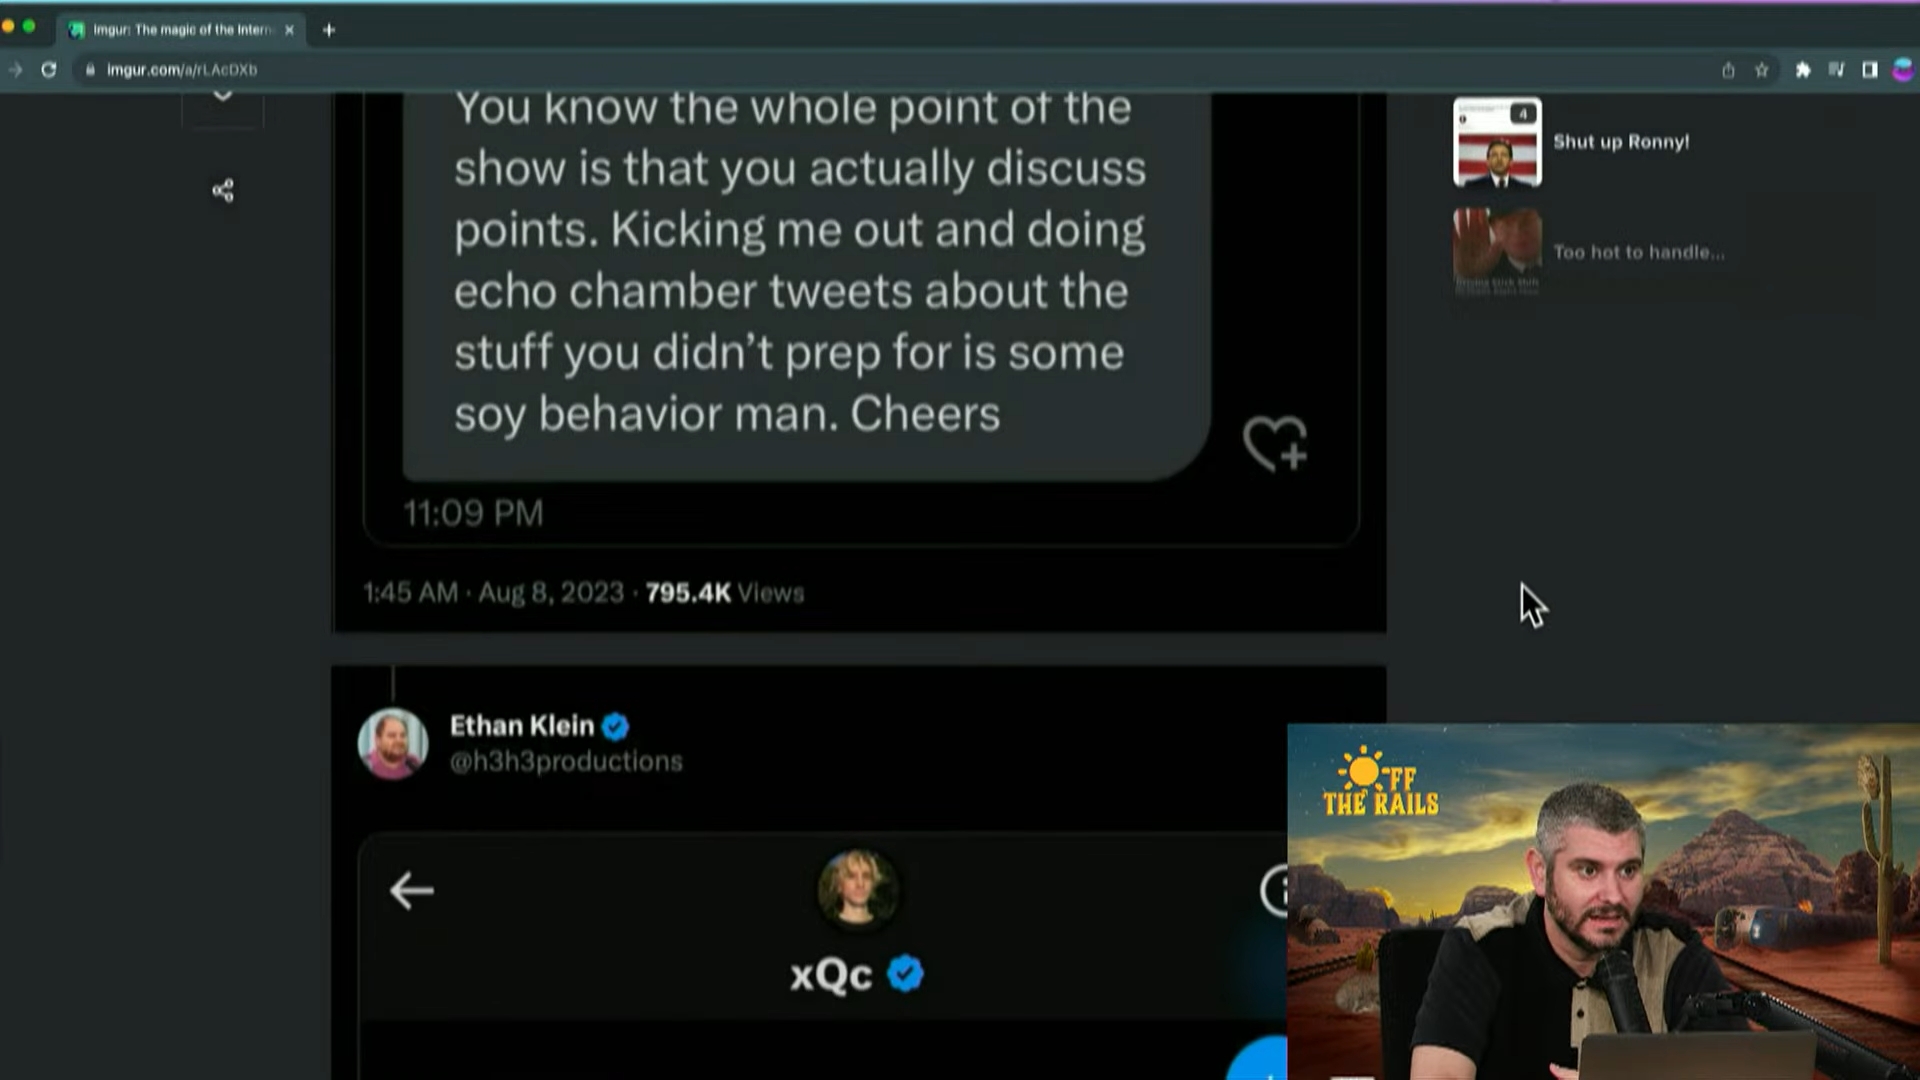 Imgur: The magic of the Intern
imgur.com/a/rLAcDXb
You know the whole point of the
show is that you actually discuss
points. Kicking me out and doing
echo chamber tweets about the
stuff you didn't prep for is some
soy behavior man. Cheers
11:09 PM
1:45 AM · Aug 8, 2023 · 795.4K Views
4
Shut up Ronny!
Too hot to handle...
Ethan Klein
@h3h3productions
xQc
OFF
THE RAILS